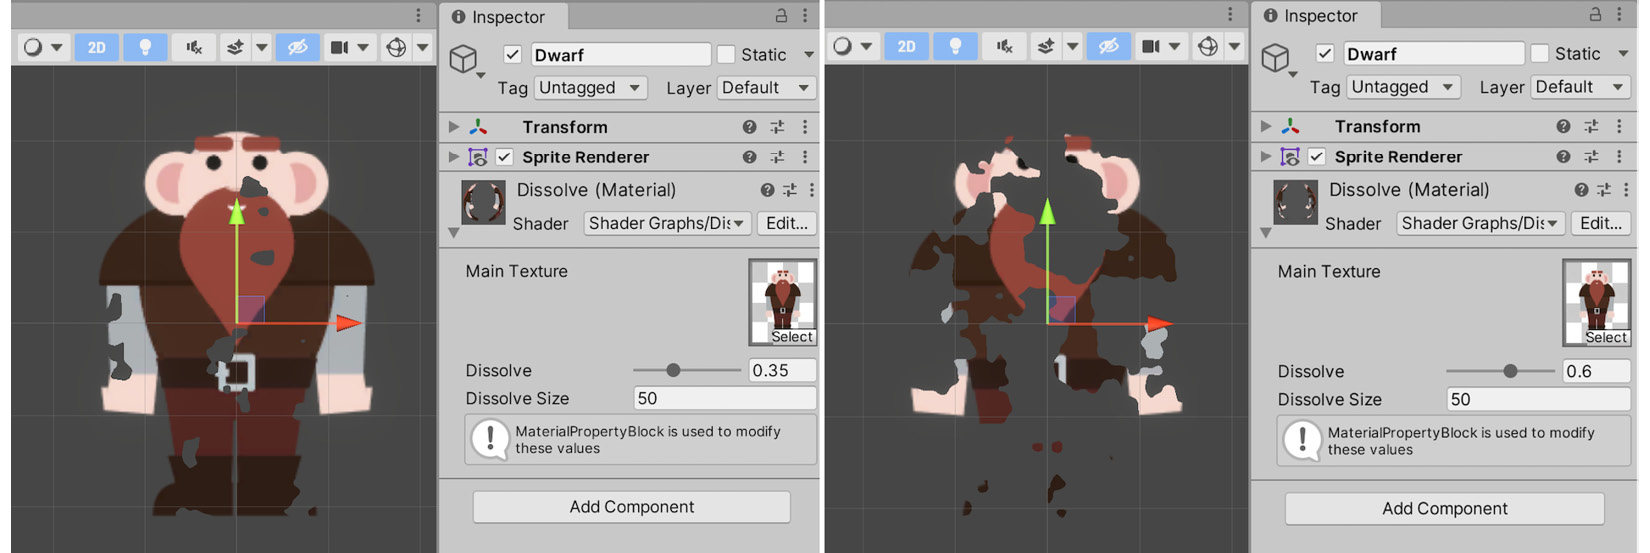 Inspector
2D
Dwarf
Static
Tag Untagged Layer Default
Transform
Sprite Renderer
Dissolve (Material)
Shader Shader Graphs/Dis Edit...
Main Texture
Select
Dissolve 0.35
Dissolve Size 50
MaterialPropertyBlock is used to modify
these values
Add Component
Inspector
2D
Dwarf
Static
Tag Untagged Layer Default
Transform
Sprite Renderer
Dissolve (Material)
Shader Shader Graphs/Di: Edit...
Main Texture
Select
Dissolve 0.6
Dissolve Size 50
MaterialPropertyBlock is used to modify
these values
Add Component